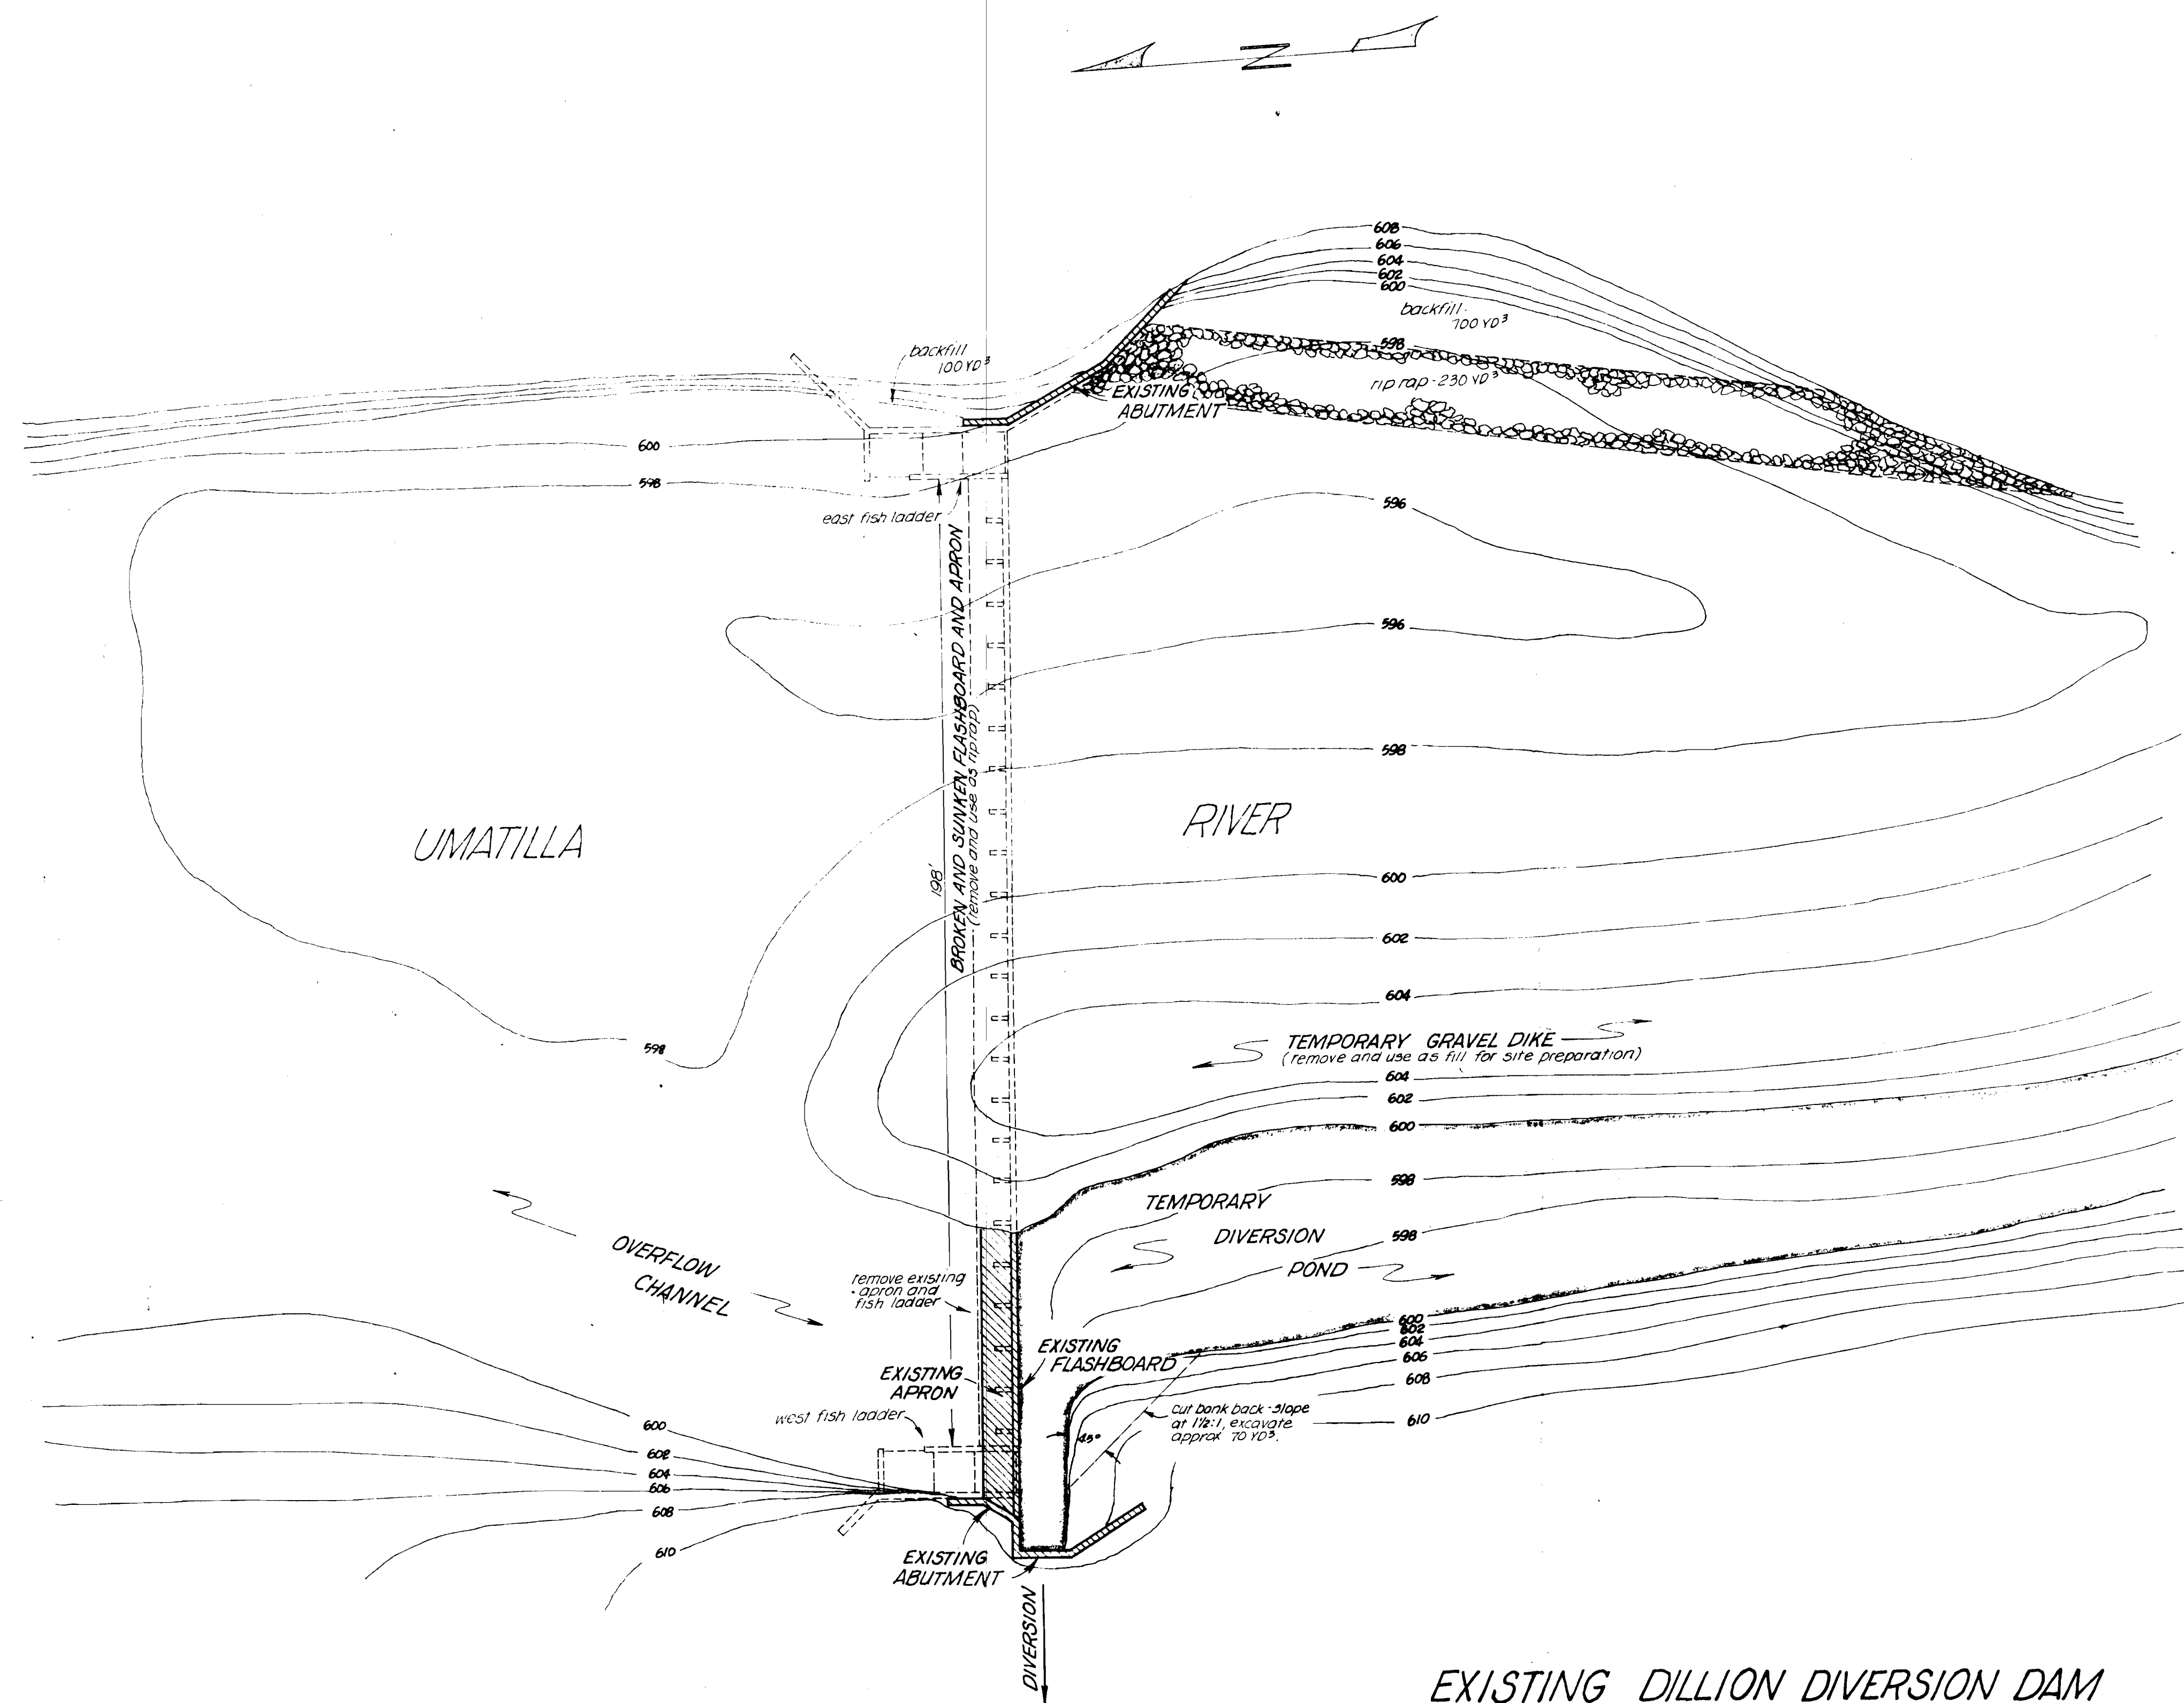 N
608
606
604
602
600
backfill
700 YD³
598
rip rap - 230 YD³
EXISTING
ABUTMENT
backfill
100 YD³
600
598
east fish ladder
596
596
598
BROKEN AND SUNKEN FLASHBOARD AND APRON
(remove and use as riprap)
198'
UMATILLA
RIVER
600
602
604
598
TEMPORARY GRAVEL DIKE
(remove and use as fill for site preparation)
604
602
600
598
TEMPORARY
DIVERSION
POND
598
OVERFLOW
CHANNEL
remove existing
apron and
fish ladder
EXISTING
FLASHBOARD
EXISTING
APRON
west fish ladder
600
602
604
606
608
610
45°
cut bank back-slope
at 1½:1, excavate
approx 70 YD³.
600
602
604
606
608
610
EXISTING
ABUTMENT
DIVERSION
EXISTING DILLION DIVERSION DAM